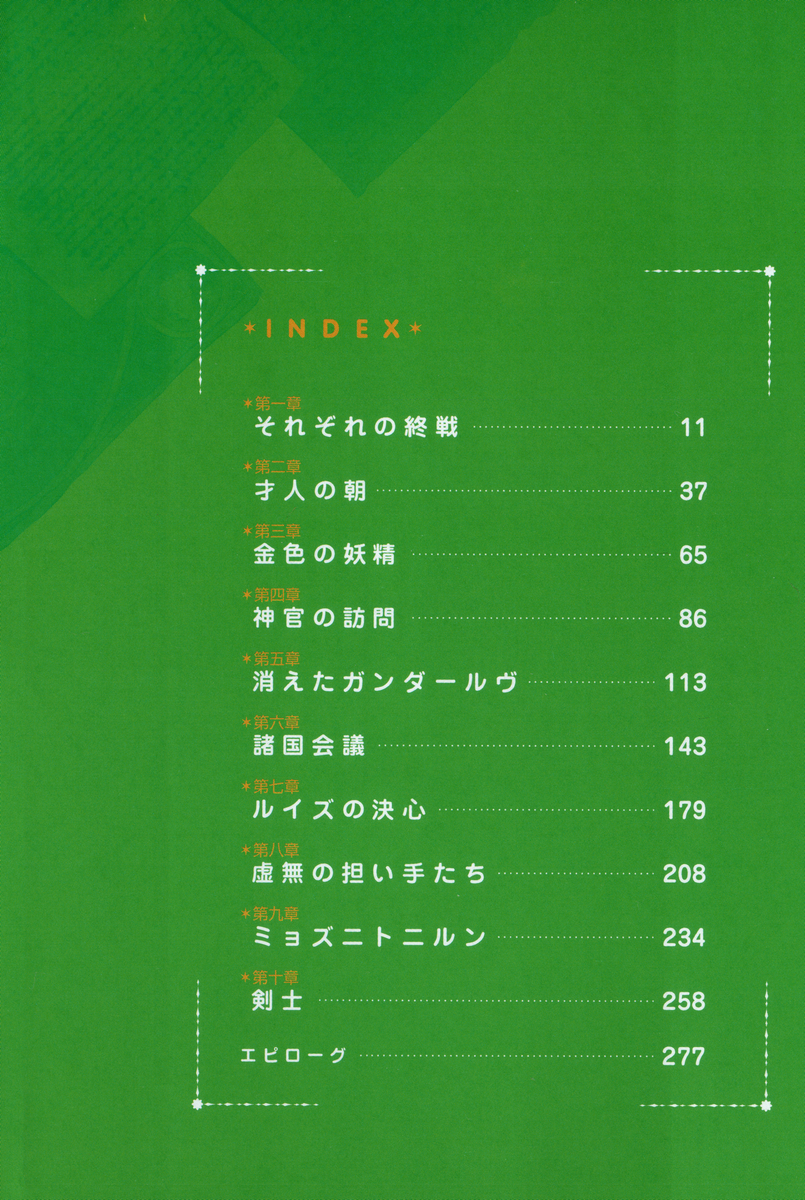 ✶INDEX✶
✶第一章
それぞれの終戦 …… 11
✶第二章
才人の朝 …… 37
✶第三章
金色の妖精 …… 65
✶第四章
神官の訪問 …… 86
✶第五章
消えたガンダールヴ …… 113
✶第六章
諸国会議 …… 143
✶第七章
ルイズの決心 …… 179
✶第八章
虚無の担い手たち …… 208
✶第九章
ミョズニトニルン …… 234
✶第十章
剣士 …… 258
エピローグ …… 277